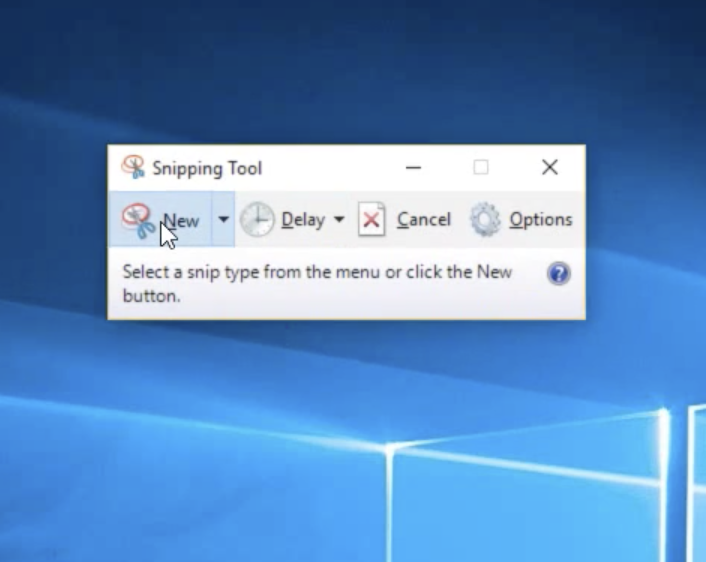 Snipping Tool
New Delay Cancel Options
Select a snip type from the menu or click the New
button.